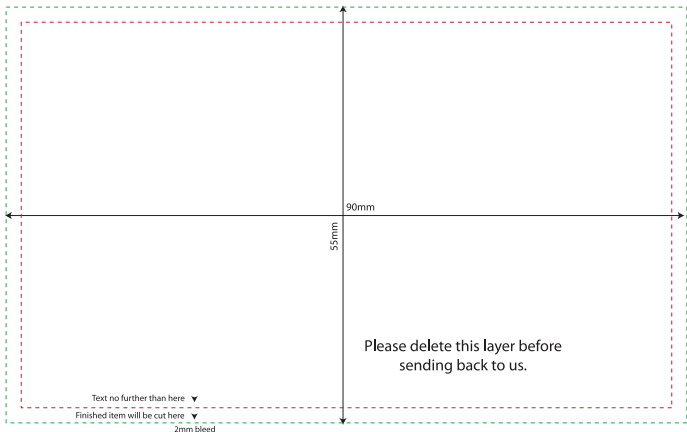 90mm
55mm
Please delete this layer before
sending back to us.
Text no further than here
Finished item will be cut here
2mm bleed